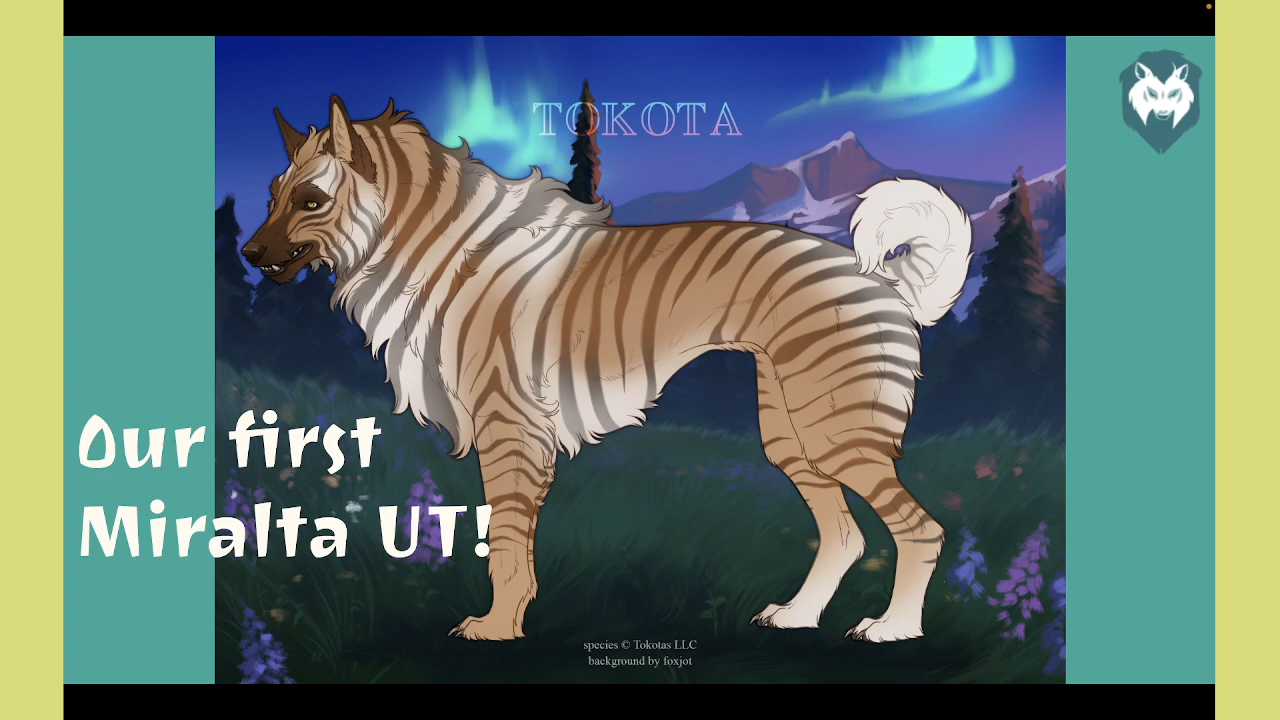 TOKOTA
Our first
Miralta UT!
species © Tokotas LLC
background by foxjot